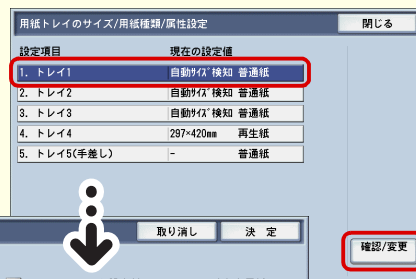 用紙トレイのサイズ/用紙種類/属性設定 閉じる
設定項目 現在の設定値
1. トレイ1 自動ｻｲｽﾞ検知 普通紙
2. トレイ2 自動ｻｲｽﾞ検知 普通紙
3. トレイ3 自動ｻｲｽﾞ検知 普通紙
4. トレイ4 297×420mm 再生紙
5. トレイ5(手差し) - 普通紙
取り消し 決 定
確認/変更